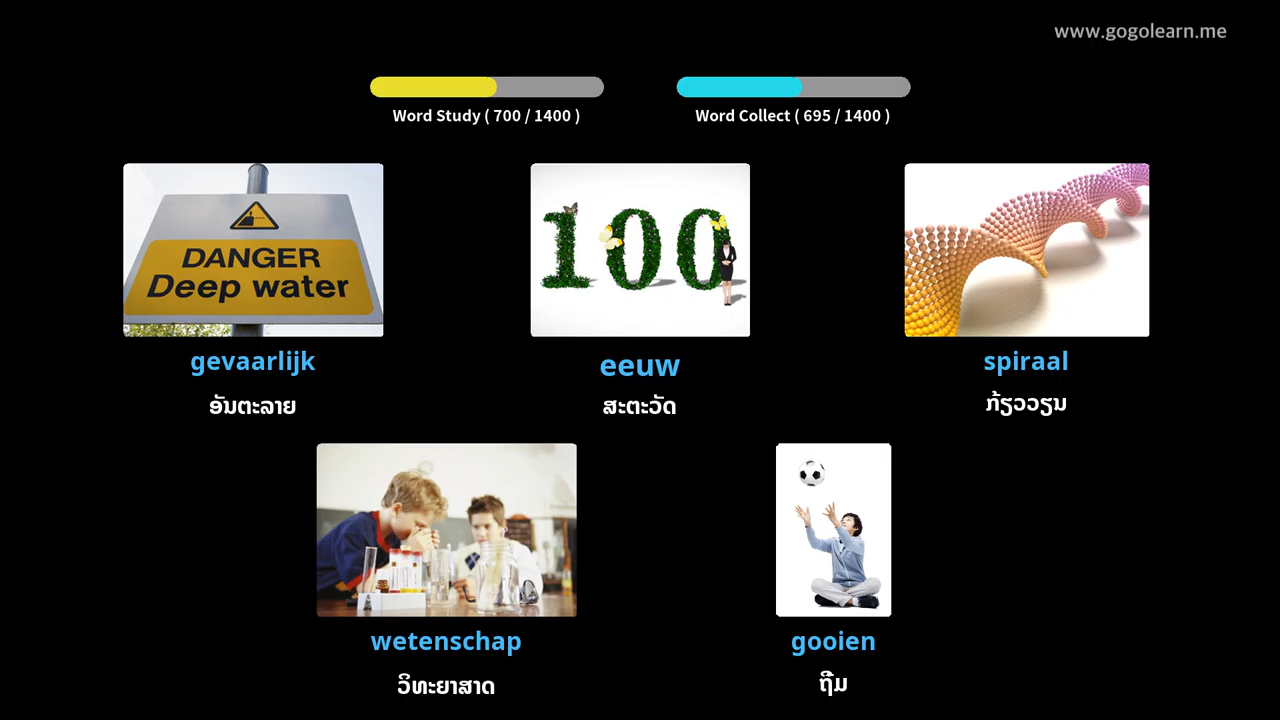 www.gogolearn.me
Word Study ( 700 / 1400 )
Word Collect ( 695 / 1400 )
DANGER
Deep water
100
gevaarlijk
eeuw
spiraal
ອັນຕະລາຍ
ສະຕະວັດ
ກ້ຽວວຽນ
wetenschap
gooien
ວິທະຍາສາດ
ຖີ້ມ